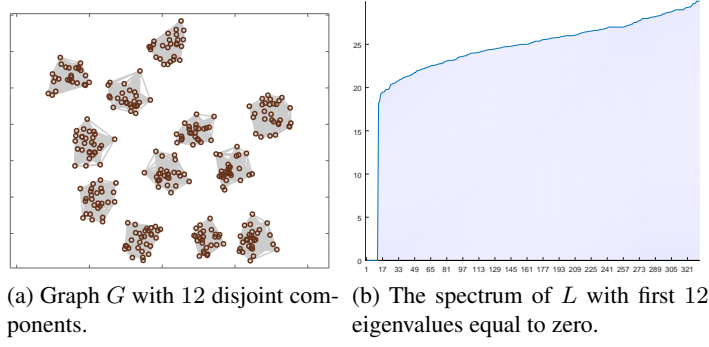 25
20
15
10
5
0
1 17 33 49 65 81 97 113 129 145 161 177 193 209 225 241 257 273 289 305 321
(a) Graph G with 12 disjoint com-
ponents.
(b) The spectrum of L with first 12
eigenvalues equal to zero.